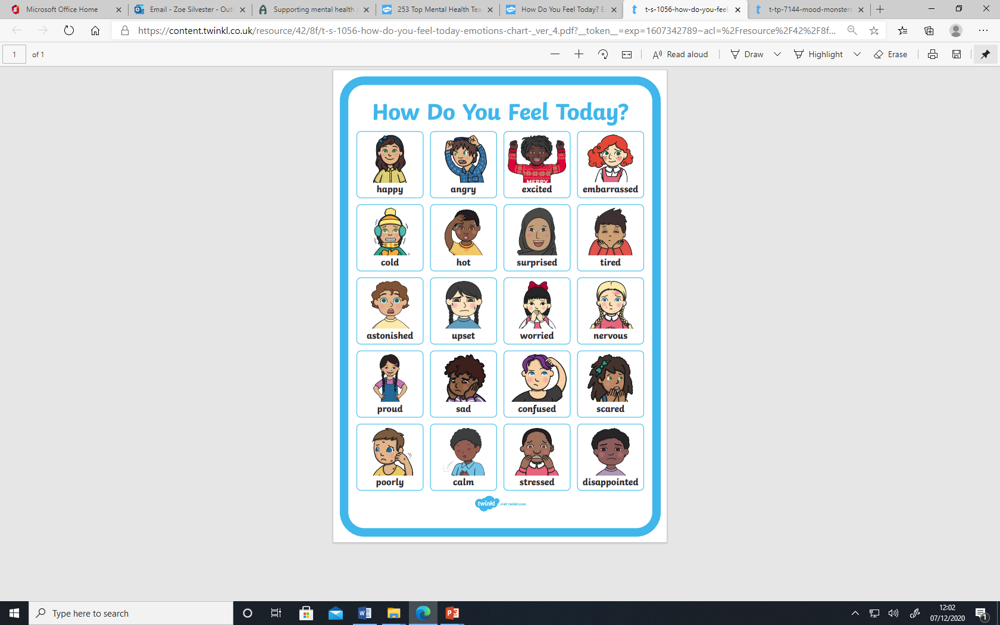 Microsoft Office Home
Email - Zoe Silvester - Outl
Supporting mental health a
253 Top Mental Health Tea
How Do You Feel Today? E
t-s-1056-how-do-you-feel-
t-tp-7144-mood-monsters
https://content.twinkl.co.uk/resource/42/8f/t-s-1056-how-do-you-feel-today-emotions-chart-_ver_4.pdf?__token__=exp=1607342789~acl=%2Fresource%2F42%2F8f...
1 of 1
Read aloud
Draw
Highlight
Erase
How Do You Feel Today?
MERRY
happy angry excited embarrassed
cold hot surprised tired
astonished upset worried nervous
proud sad confused scared
poorly calm stressed disappointed
twinkl visit twinkl.com
Type here to search
12:02
07/12/2020
1